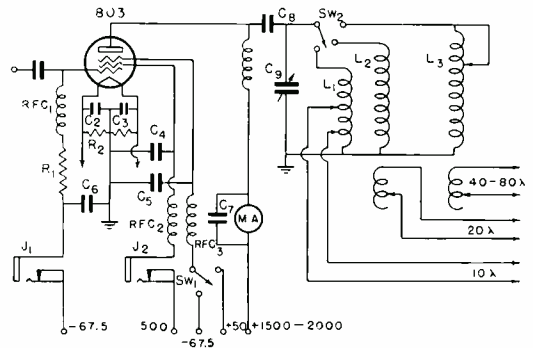 803
C8
SW2
L1
L2
L3
C9
RFC1
C2
C3
R2
C4
R1
C6
C5
RFC2
RFC3
C7
MA
40-80λ
20λ
10λ
J1
J2
SW1
-67.5
500
-67.5
+50
+1500-2000